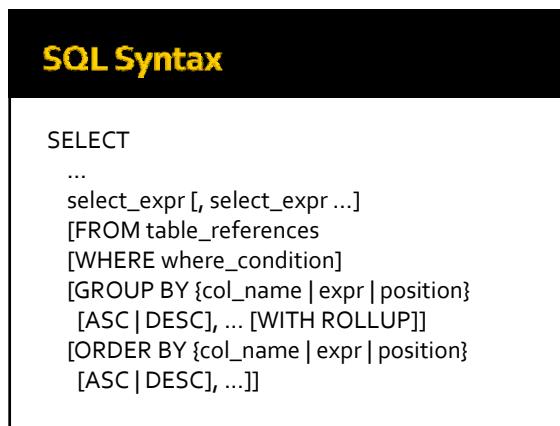 SQL Syntax
SELECT
...
select_expr [, select_expr ...]
[FROM table_references
[WHERE where_condition]
[GROUP BY {col_name | expr | position}
[ASC | DESC], ... [WITH ROLLUP]]
[ORDER BY {col_name | expr | position}
[ASC | DESC], ...]]